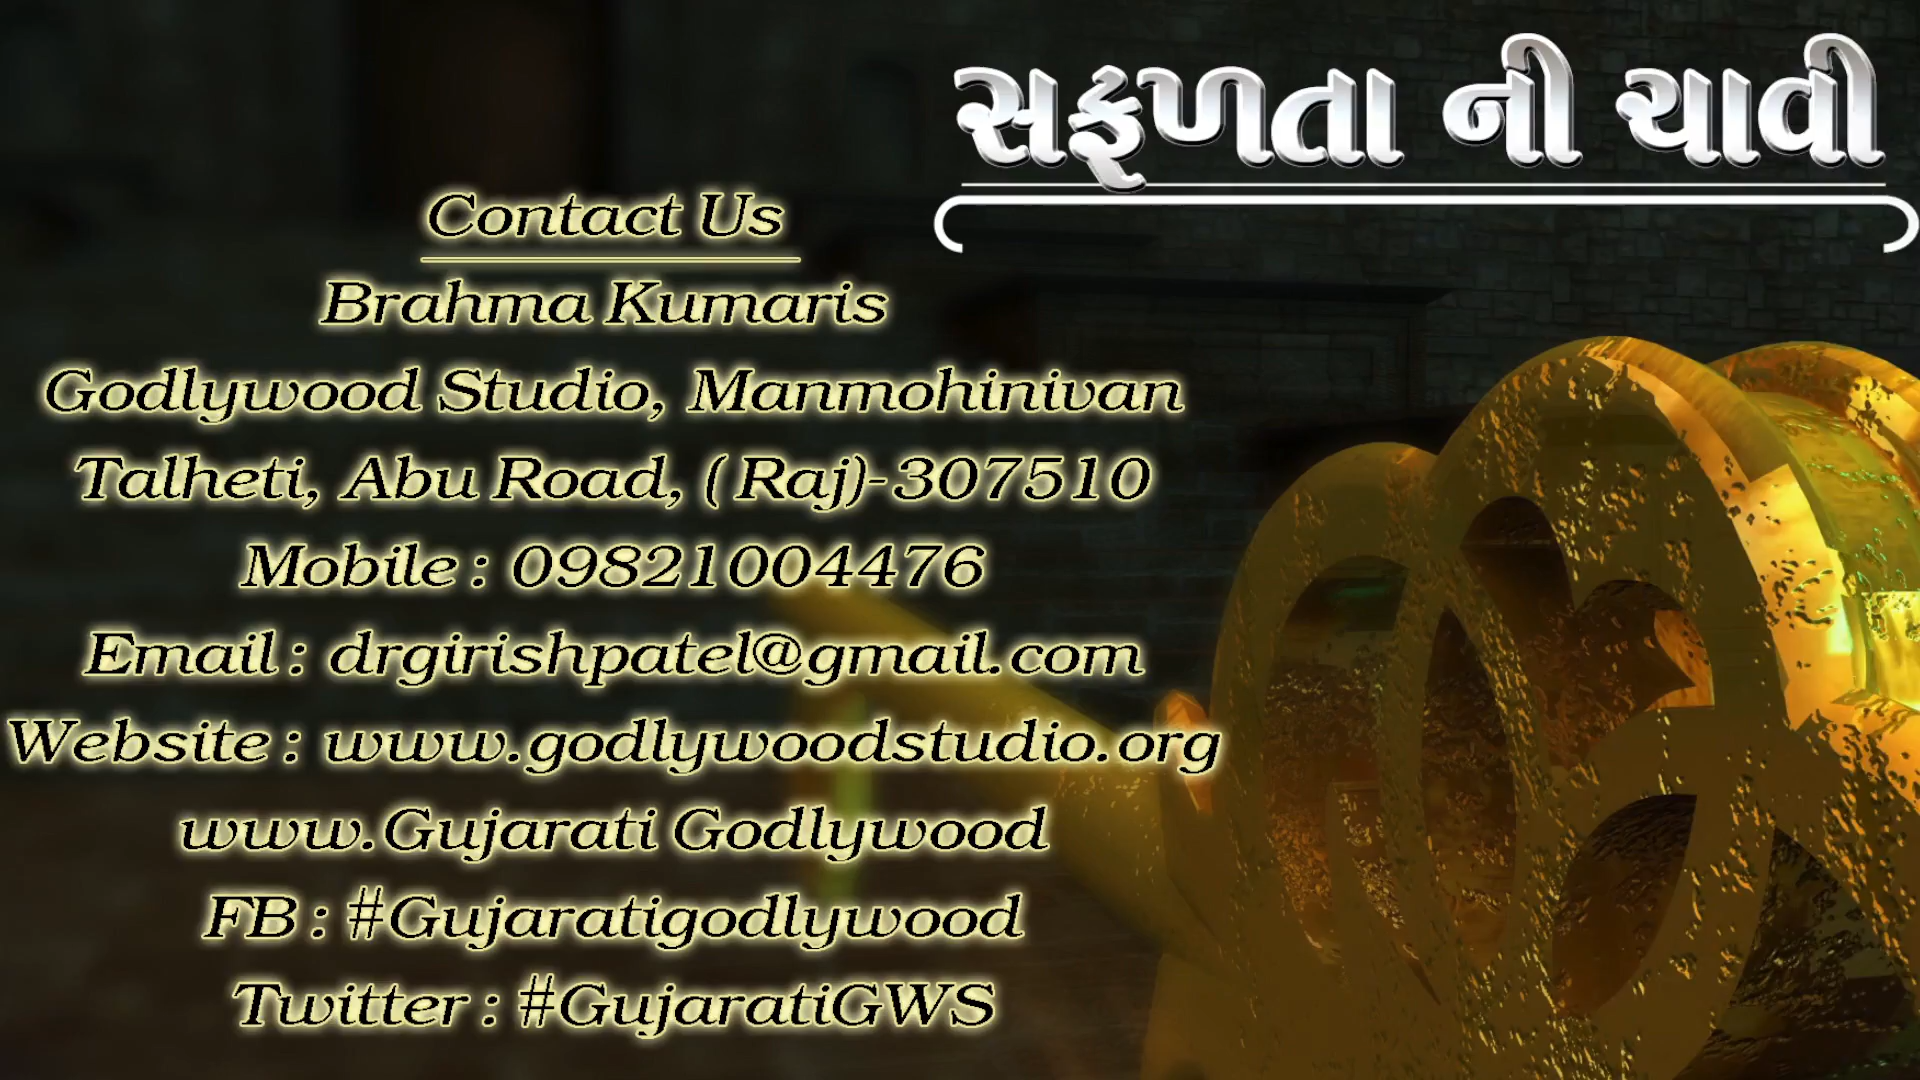 સફળતા ની ચાવી
Contact Us
Brahma Kumaris
Godlywood Studio, Manmohinivan
Talheti, Abu Road, ( Raj)-307510
Mobile : 09821004476
Email : drgirishpatel@gmail.com
Website : www.godlywoodstudio.org
www.Gujarati Godlywood
FB : #Gujaratigodlywood
Twitter : #GujaratiGWS